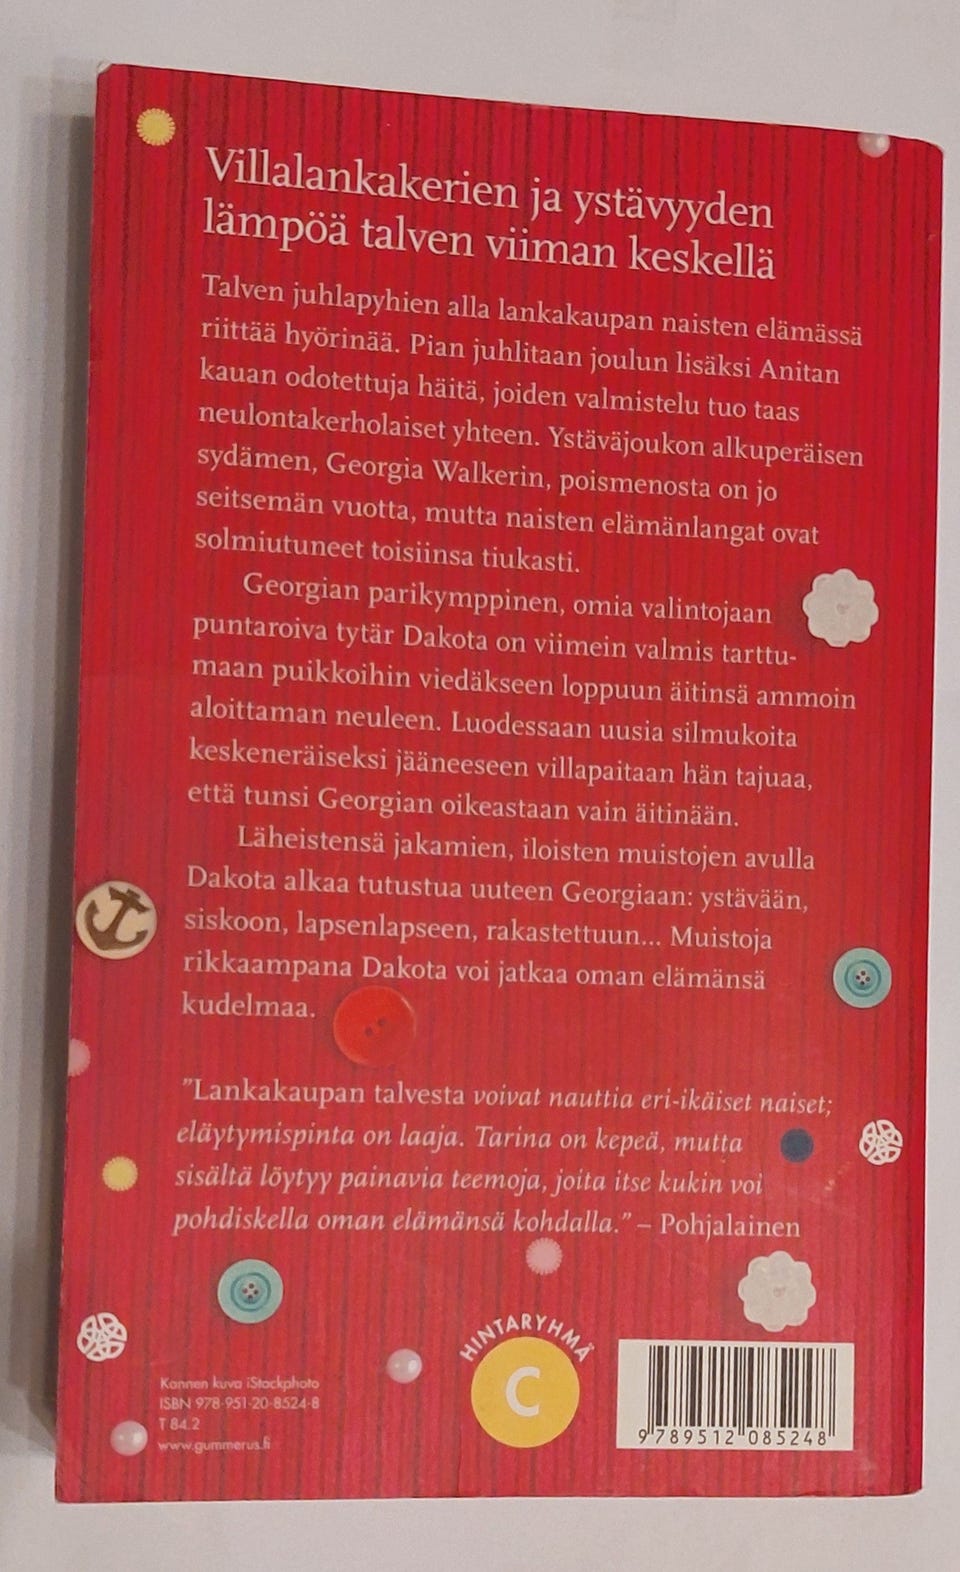 Villalankakerien ja ystävyyden
lämpöä talven viiman keskellä
Talven juhlapyhien alla lankakaupan naisten elämässä
riittää hyörinää. Pian juhlitaan joulun lisäksi Anitan
kauan odotettuja häitä, joiden valmistelu tuo taas
neulontakerholaiset yhteen. Ystäväjoukon alkuperäisen
sydämen, Georgia Walkerin, poismenosta on jo
seitsemän vuotta, mutta naisten elämänlangat ovat
solmiutuneet toisiinsa tiukasti.
Georgian parikymppinen, omia valintojaan
puntaroiva tytär Dakota on viimein valmis tarttu-
maan puikkoihin viedäkseen loppuun äitinsä ammoin
aloittaman neuleen. Luodessaan uusia silmukoita
keskeneräiseksi jääneeseen villapaitaan hän tajuaa,
että tunsi Georgian oikeastaan vain äitinään.
Läheistensä jakamien, iloisten muistojen avulla
Dakota alkaa tutustua uuteen Georgiaan: ystävään,
siskoon, lapsenlapseen, rakastettuun... Muistoja
rikkaampana Dakota voi jatkaa oman elämänsä
kudelmaa.
"Lankakaupan talvesta voivat nauttia eri-ikäiset naiset;
eläytymispinta on laaja. Tarina on kepeä, mutta
sisältä löytyy painavia teemoja, joita itse kukin voi
pohdiskella oman elämänsä kohdalla." – Pohjalainen
HINTARYHMÄ
C
Kannen kuva iStockphoto
ISBN 978-951-20-8524-8
T 84.2
www.gummerus.fi
9 789512 085248